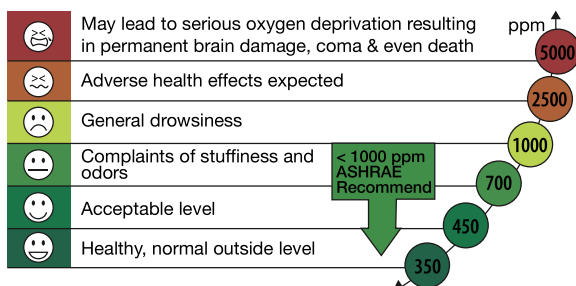 May lead to serious oxygen deprivation resulting
in permanent brain damage, coma & even death
ppm
5000
Adverse health effects expected
2500
General drowsiness
1000
Complaints of stuffiness and
odors
< 1000 ppm
ASHRAE
Recommend
700
Acceptable level
450
Healthy, normal outside level
350